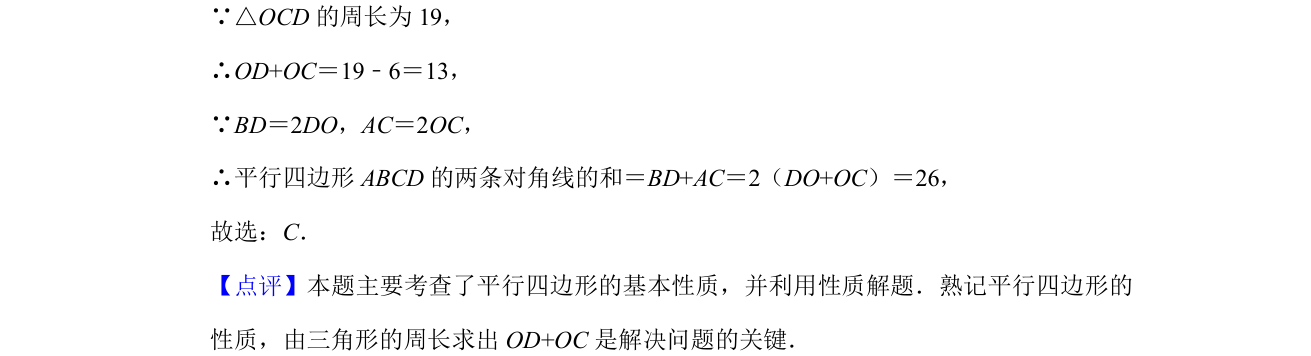 ∵△OCD 的周长为 19，
∴OD+OC＝19﹣6＝13，
∵BD＝2DO，AC＝2OC，
∴平行四边形 ABCD 的两条对角线的和＝BD+AC＝2（DO+OC）＝26，
故选：C．
【点评】本题主要考查了平行四边形的基本性质，并利用性质解题．熟记平行四边形的
性质，由三角形的周长求出 OD+OC 是解决问题的关键．